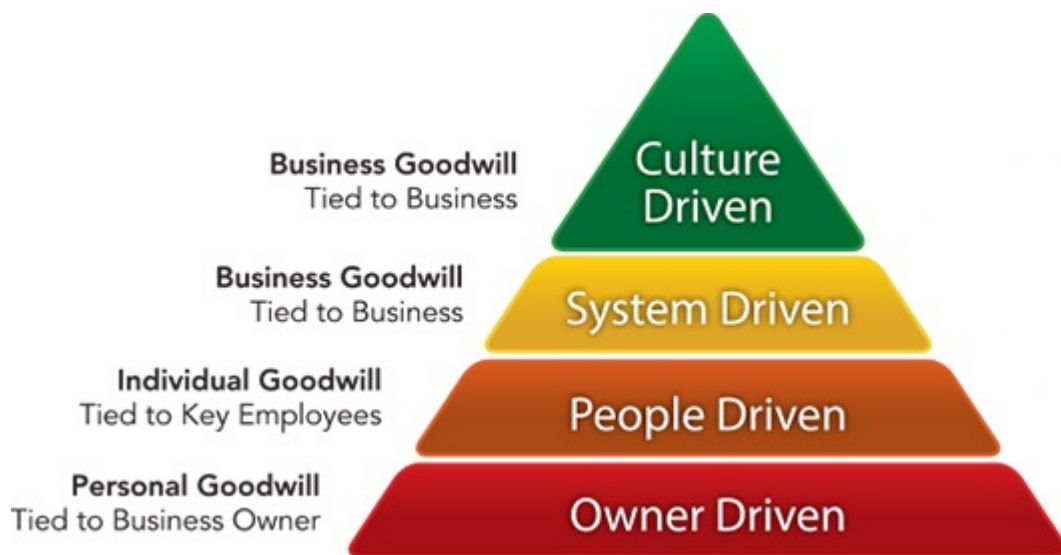 Business Goodwill
Tied to Business
Culture
Driven
Business Goodwill
Tied to Business
System Driven
Individual Goodwill
Tied to Key Employees
People Driven
Personal Goodwill
Tied to Business Owner
Owner Driven